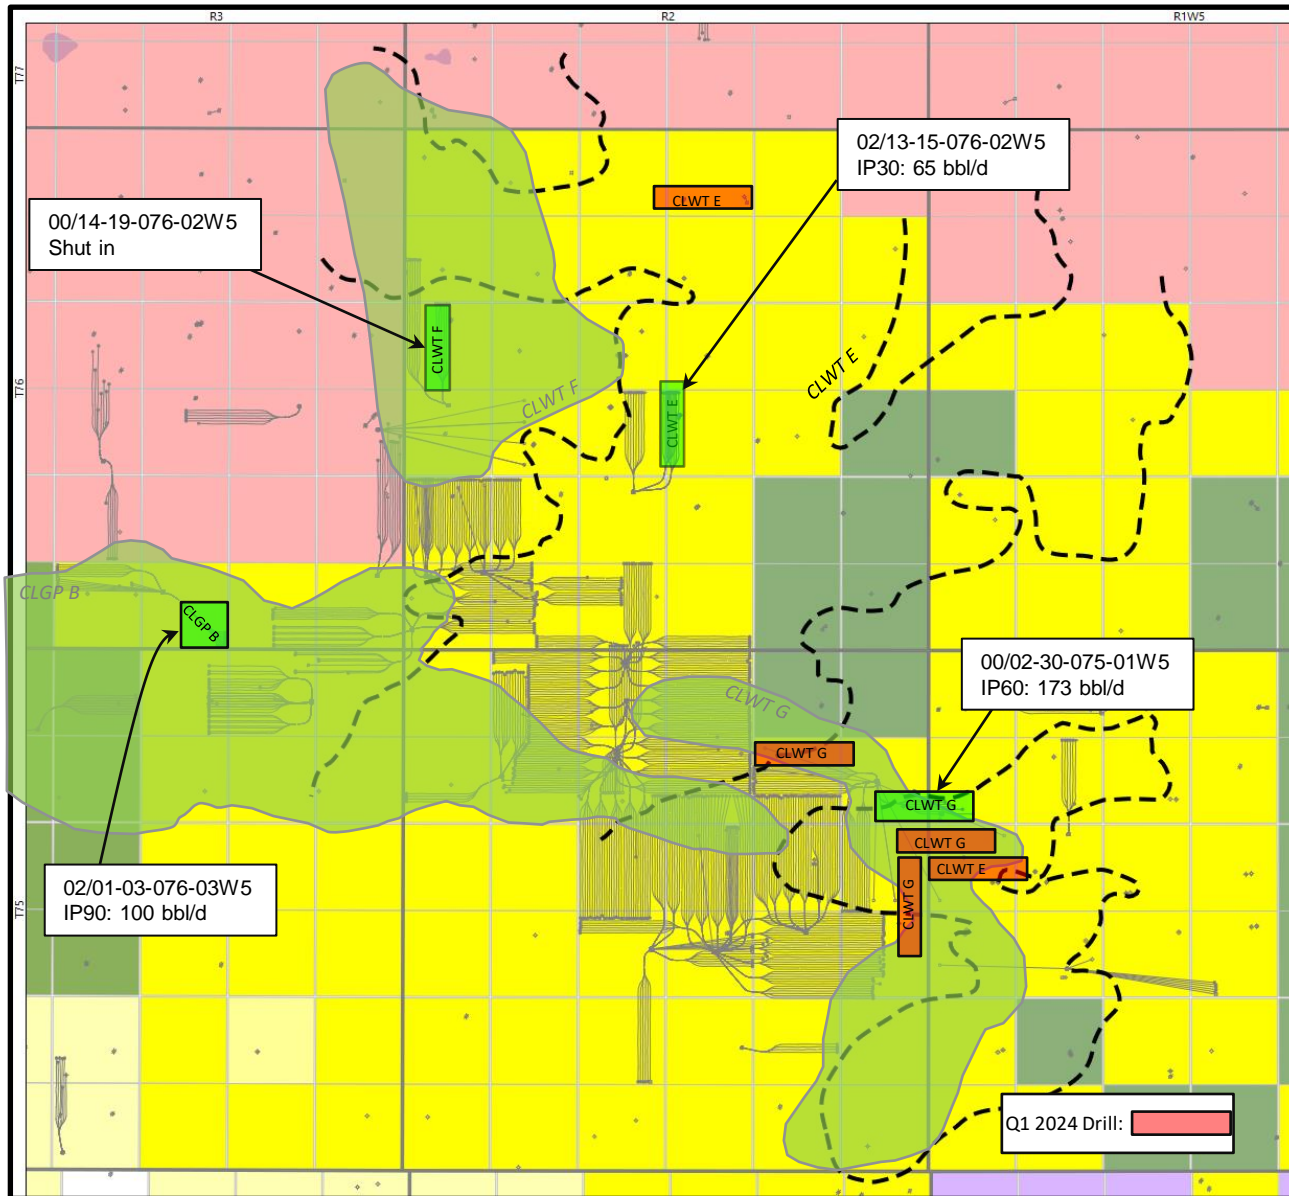 R3
R2
R1W5
T77
02/13-15-076-02W5
IP30: 65 bbl/d
CLWT E
00/14-19-076-02W5
Shut in
CLWT F
CLWT E
CLWT F
T76
CLWT E
CLGP B
CLGP B
00/02-30-075-01W5
IP60: 173 bbl/d
CLWT G
CLWT G
CLWT G
CLWT G
CLWT E
CLWT G
02/01-03-076-03W5
IP90: 100 bbl/d
T75
Q1 2024 Drill: